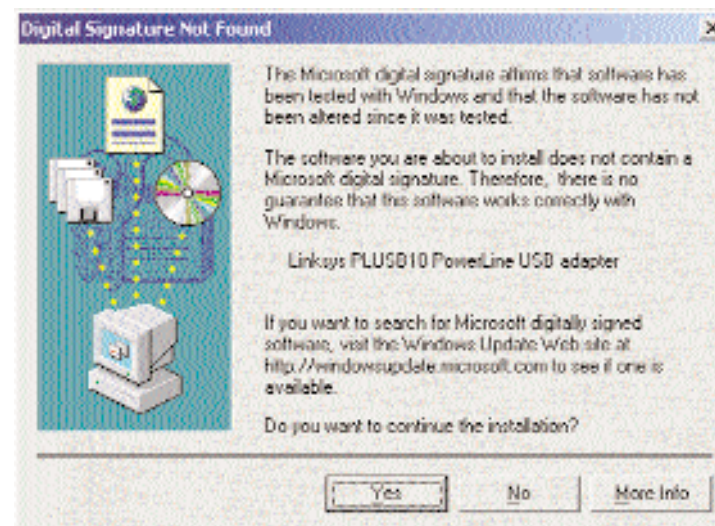 Digital Signature Not Found
The Microsoft digital signature affirms that software has
been tested with Windows and that the software has not
been altered since it was tested.
The software you are about to install does not contain a
Microsoft digital signature. Therefore, there is no
guarantee that this software works correctly with
Windows.
Linksys PLUSB10 PowerLine USB adapter
If you want to search for Microsoft digitally signed
software, visit the Windows Update Web site at
http://windowsupdate.microsoft.com to see if one is
available.
Do you want to continue the installation?
Yes No More Info